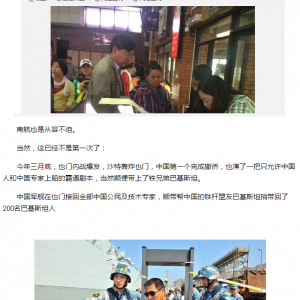 南航也是从容不迫。
当然，这已经不是第一次了：
今年三月底，也门内战爆发，沙特轰炸也门，中国第一个完成撤侨，也演了一把只允许中国
人和中国专家上船的霸道剧本，当然顺便带上了铁兄弟巴基斯坦。
中国军舰在也门接回全部中国公民及技术专家，顺带帮中国的铁杆盟友巴基斯坦捎带回了
200名巴基斯坦人